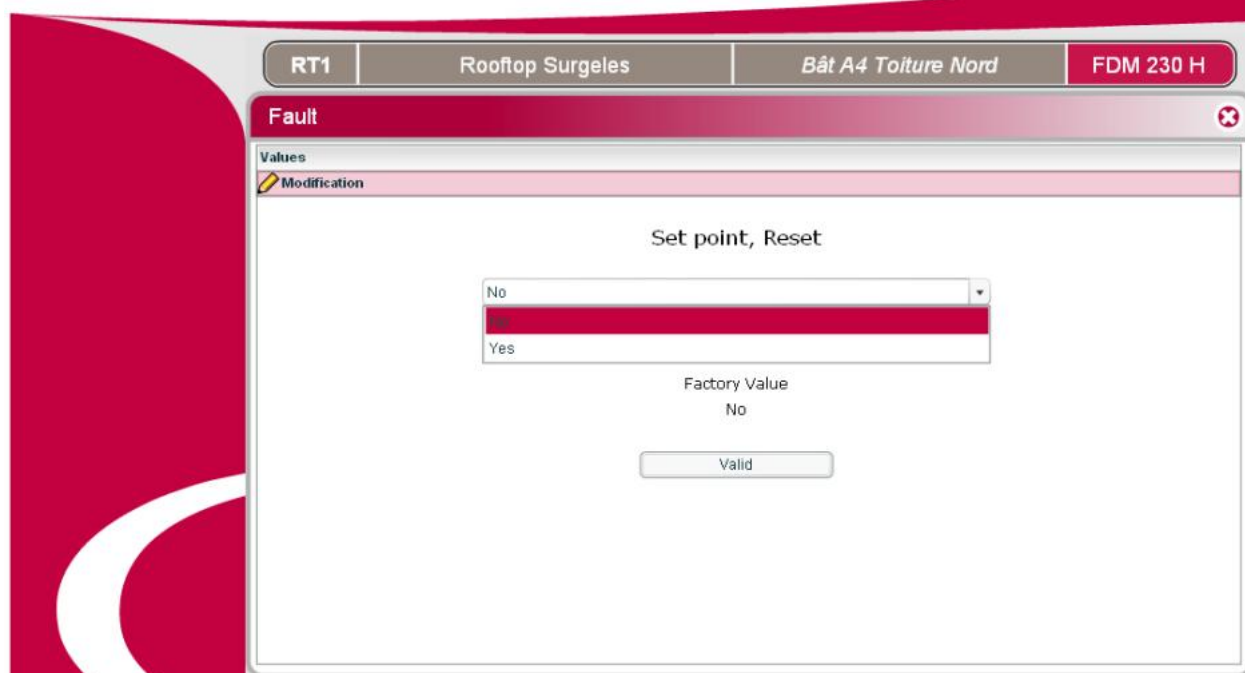 RT1 Rooftop Surgeles Bât A4 Toiture Nord FDM 230 H
Fault
Values
Modification
Set point, Reset
No
No
Yes
Factory Value
No
Valid